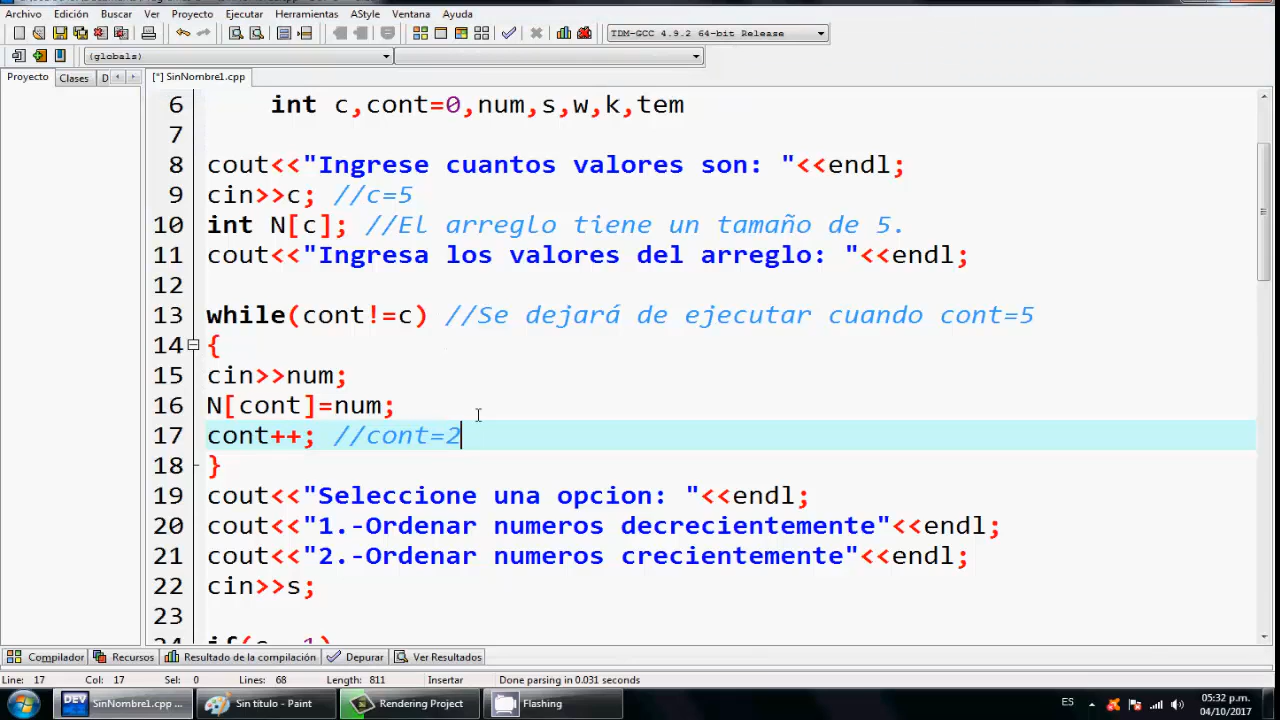 Archivo Edición Buscar Ver Proyecto Ejecutar Herramientas AStyle Ventana Ayuda
TDM-GCC 4.9.2 64-bit Release
(globals)
Proyecto Clases D [*] SinNombre1.cpp
6 int c,cont=0,num,s,w,k,tem
7
8 cout<<"Ingrese cuantos valores son: "<<endl;
9 cin>>c; //c=5
10 int N[c]; //El arreglo tiene un tamaño de 5.
11 cout<<"Ingresa los valores del arreglo: "<<endl;
12
13 while(cont!=c) //Se dejará de ejecutar cuando cont=5
14 {
15 cin>>num;
16 N[cont]=num;
17 cont++; //cont=2
18 }
19 cout<<"Seleccione una opcion: "<<endl;
20 cout<<"1.-Ordenar numeros decrecientemente"<<endl;
21 cout<<"2.-Ordenar numeros crecientemente"<<endl;
22 cin>>s;
23
Compilador Recursos Resultado de la compilación Depurar Ver Resultados
Line: 17 Col: 17 Sel: 0 Lines: 68 Length: 811 Insertar Done parsing in 0.031 seconds
DEV SinNombre1.cpp ... Sin título - Paint Rendering Project Flashing ES 05:32 p.m.
04/10/2017